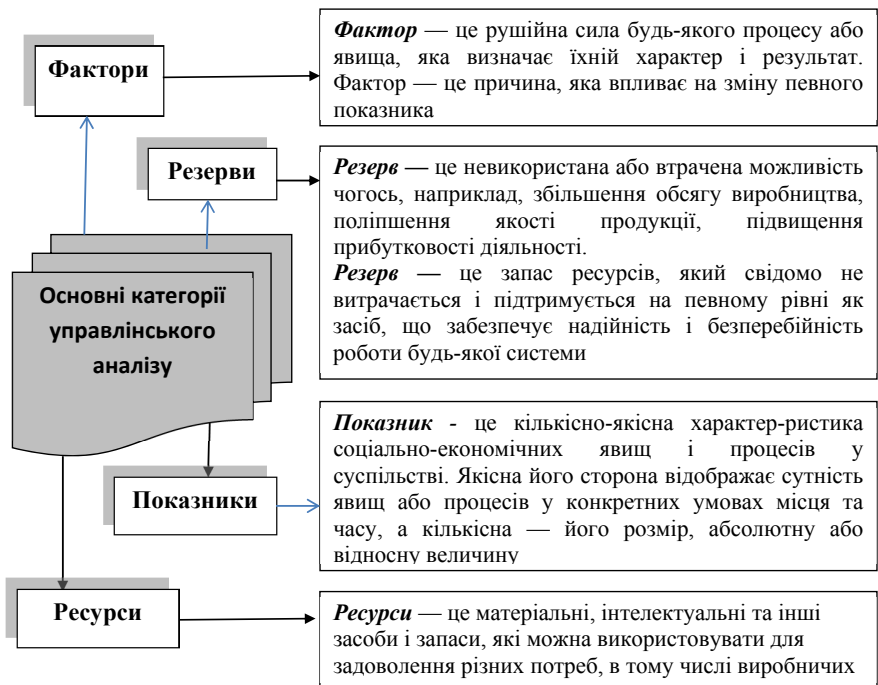 Фактори
Фактор — це рушійна сила будь-якого процесу або
явища, яка визначає їхній характер і результат.
Фактор — це причина, яка впливає на зміну певного
показника
Резерви
Резерв — це невикористана або втрачена можливість
чогось, наприклад, збільшення обсягу виробництва,
поліпшення якості продукції, підвищення
прибутковості діяльності.
Резерв — це запас ресурсів, який свідомо не
витрачається і підтримується на певному рівні як
засіб, що забезпечує надійність і безперебійність
роботи будь-якої системи
Основні категорії
управлінського
аналізу
Показники
Показник - це кількісно-якісна характер-ристика
соціально-економічних явищ і процесів у
суспільстві. Якісна його сторона відображає сутність
явищ або процесів у конкретних умовах місця та
часу, а кількісна — його розмір, абсолютну або
відносну величину
Ресурси
Ресурси — це матеріальні, інтелектуальні та інші
засоби і запаси, які можна використовувати для
задоволення різних потреб, в тому числі виробничих